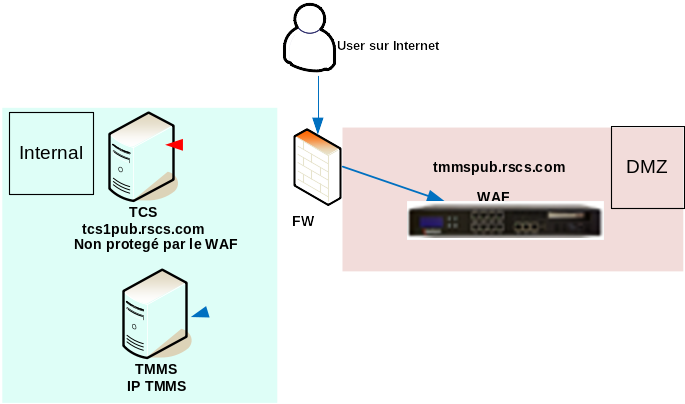 User sur Internet
Internal
tmmspub.rscs.com
DMZ
WAF
TCS
tcs1pub.rscs.com
Non protegé par le WAF
FW
TMMS
IP TMMS